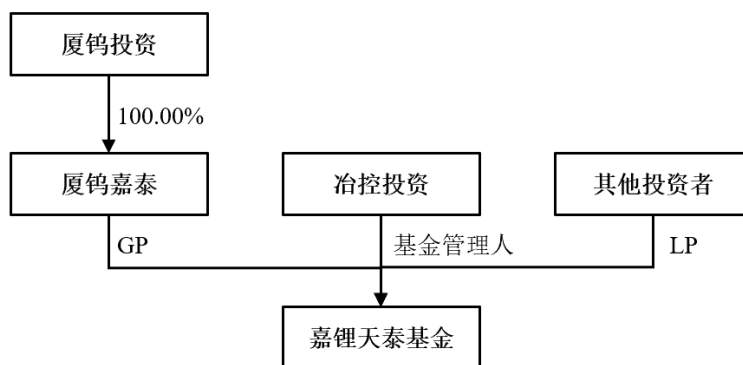 厦钨投资
100.00%
厦钨嘉泰
冶控投资
其他投资者
GP
基金管理人
LP
嘉锂天泰基金